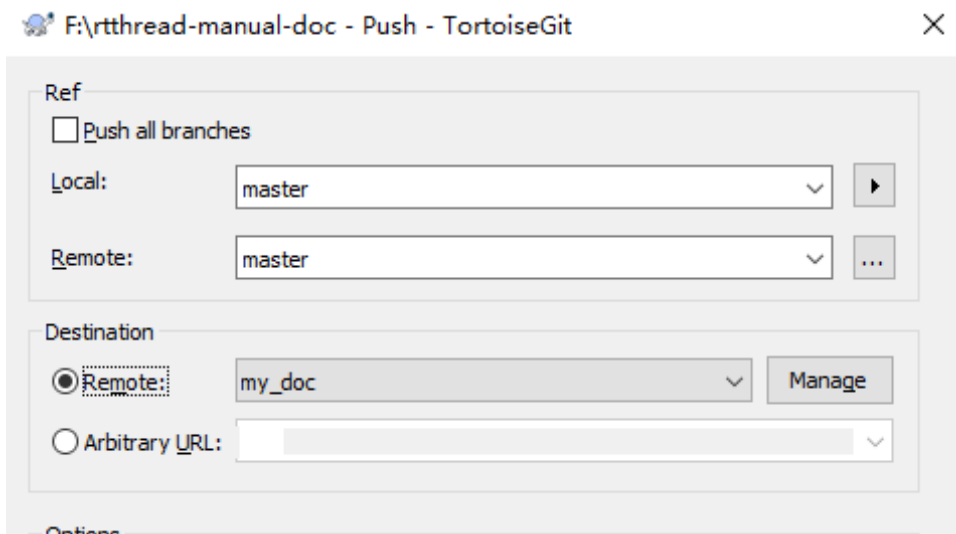 F:\rtthread-manual-doc - Push - TortoiseGit
Ref
Push all branches
Local: master
Remote: master ...
Destination
Remote: my_doc Manage
Arbitrary URL:
Options